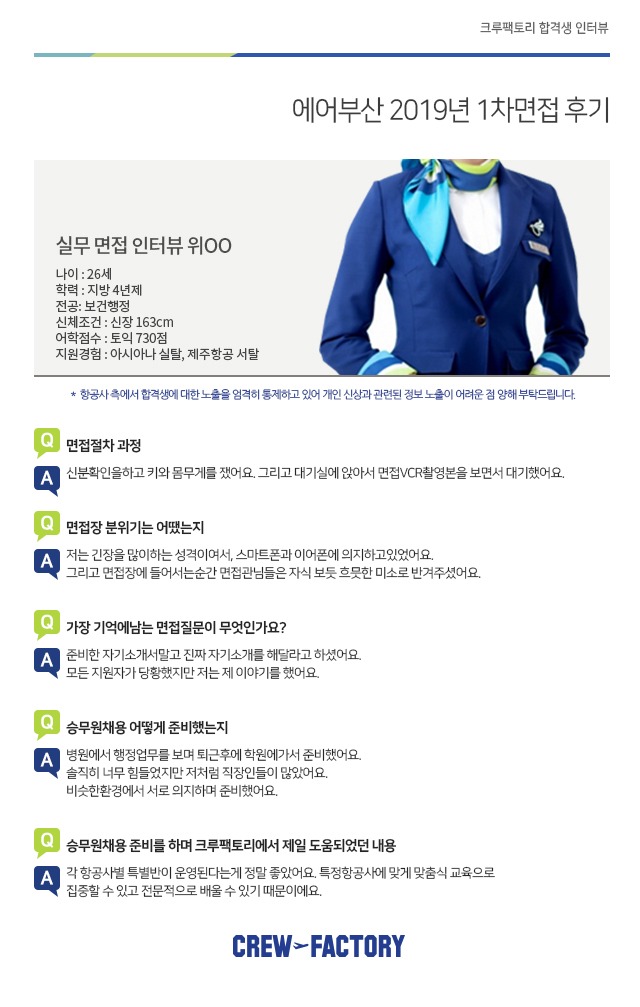 크루팩토리 합격생 인터뷰
에어부산 2019년 1차면접 후기
실무 면접 인터뷰 위OO
나이 : 26세
학력 : 지방 4년제
전공: 보건행정
신체조건 : 신장 163cm
어학점수 : 토익 730점
지원경험 : 아시아나 실탈, 제주항공 서탈
* 항공사 측에서 합격생에 대한 노출을 엄격히 통제하고 있어 개인 신상과 관련된 정보 노출이 어려운 점 양해 부탁드립니다.
Q 면접절차 과정
A 신분확인을하고 키와 몸무게를 쟀어요. 그리고 대기실에 앉아서 면접VCR촬영본을 보면서 대기했어요.
Q 면접장 분위기는 어땠는지
A 저는 긴장을 많이하는 성격이여서, 스마트폰과 이어폰에 의지하고있었어요.
그리고 면접장에 들어서는순간 면접관님들은 자식 보듯 흐뭇한 미소로 반겨주셨어요.
Q 가장 기억에남는 면접질문이 무엇인가요?
A 준비한 자기소개서말고 진짜 자기소개를 해달라고 하셨어요.
모든 지원자가 당황했지만 저는 제 이야기를 했어요.
Q 승무원채용 어떻게 준비했는지
A 병원에서 행정업무를 보며 퇴근후에 학원에가서 준비했어요.
솔직히 너무 힘들었지만 저처럼 직장인들이 많았어요.
비슷한환경에서 서로 의지하며 준비했어요.
Q 승무원채용 준비를 하며 크루팩토리에서 제일 도움되었던 내용
A 각 항공사별 특별반이 운영된다는게 정말 좋았어요. 특정항공사에 맞게 맞춤식 교육으로
집중할 수 있고 전문적으로 배울 수 있기 때문이에요.
CREW FACTORY